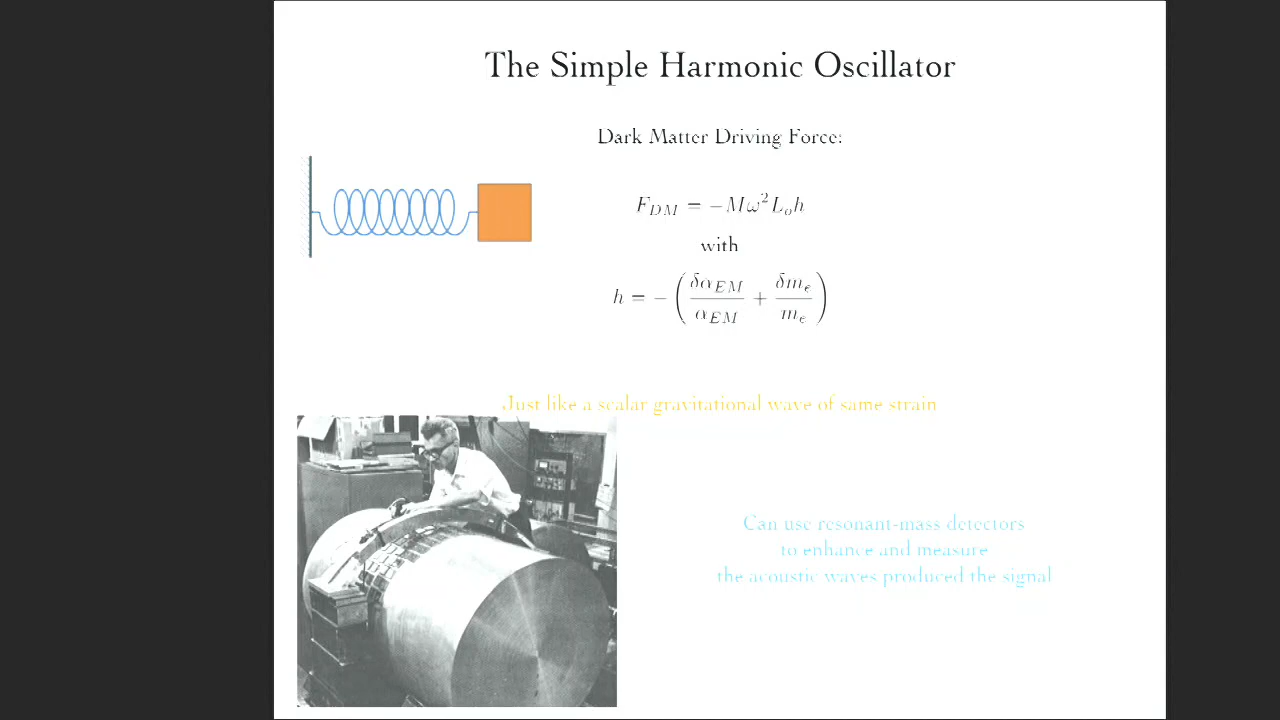 The Simple Harmonic Oscillator
Dark Matter Driving Force:
F_{DM} = −Mω²L_oh
with
h = −(δα_{EM}/α_{EM} + δm_e/m_e)
Just like a scalar gravitational wave of same strain
Can use resonant-mass detectors
to enhance and measure
the acoustic waves produced the signal